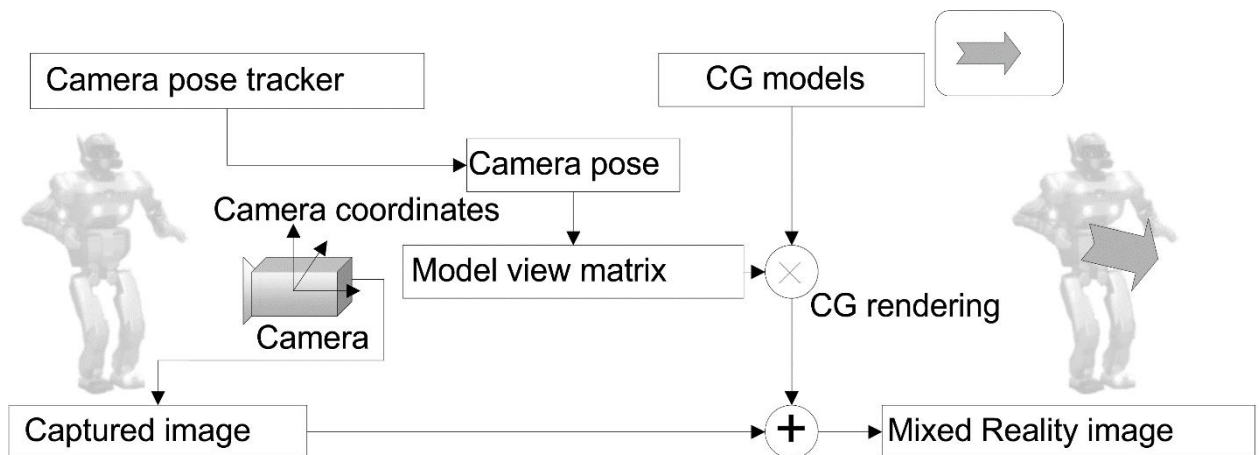 Camera pose tracker
CG models
Camera pose
Camera coordinates
Model view matrix
CG rendering
Camera
Captured image
Mixed Reality image